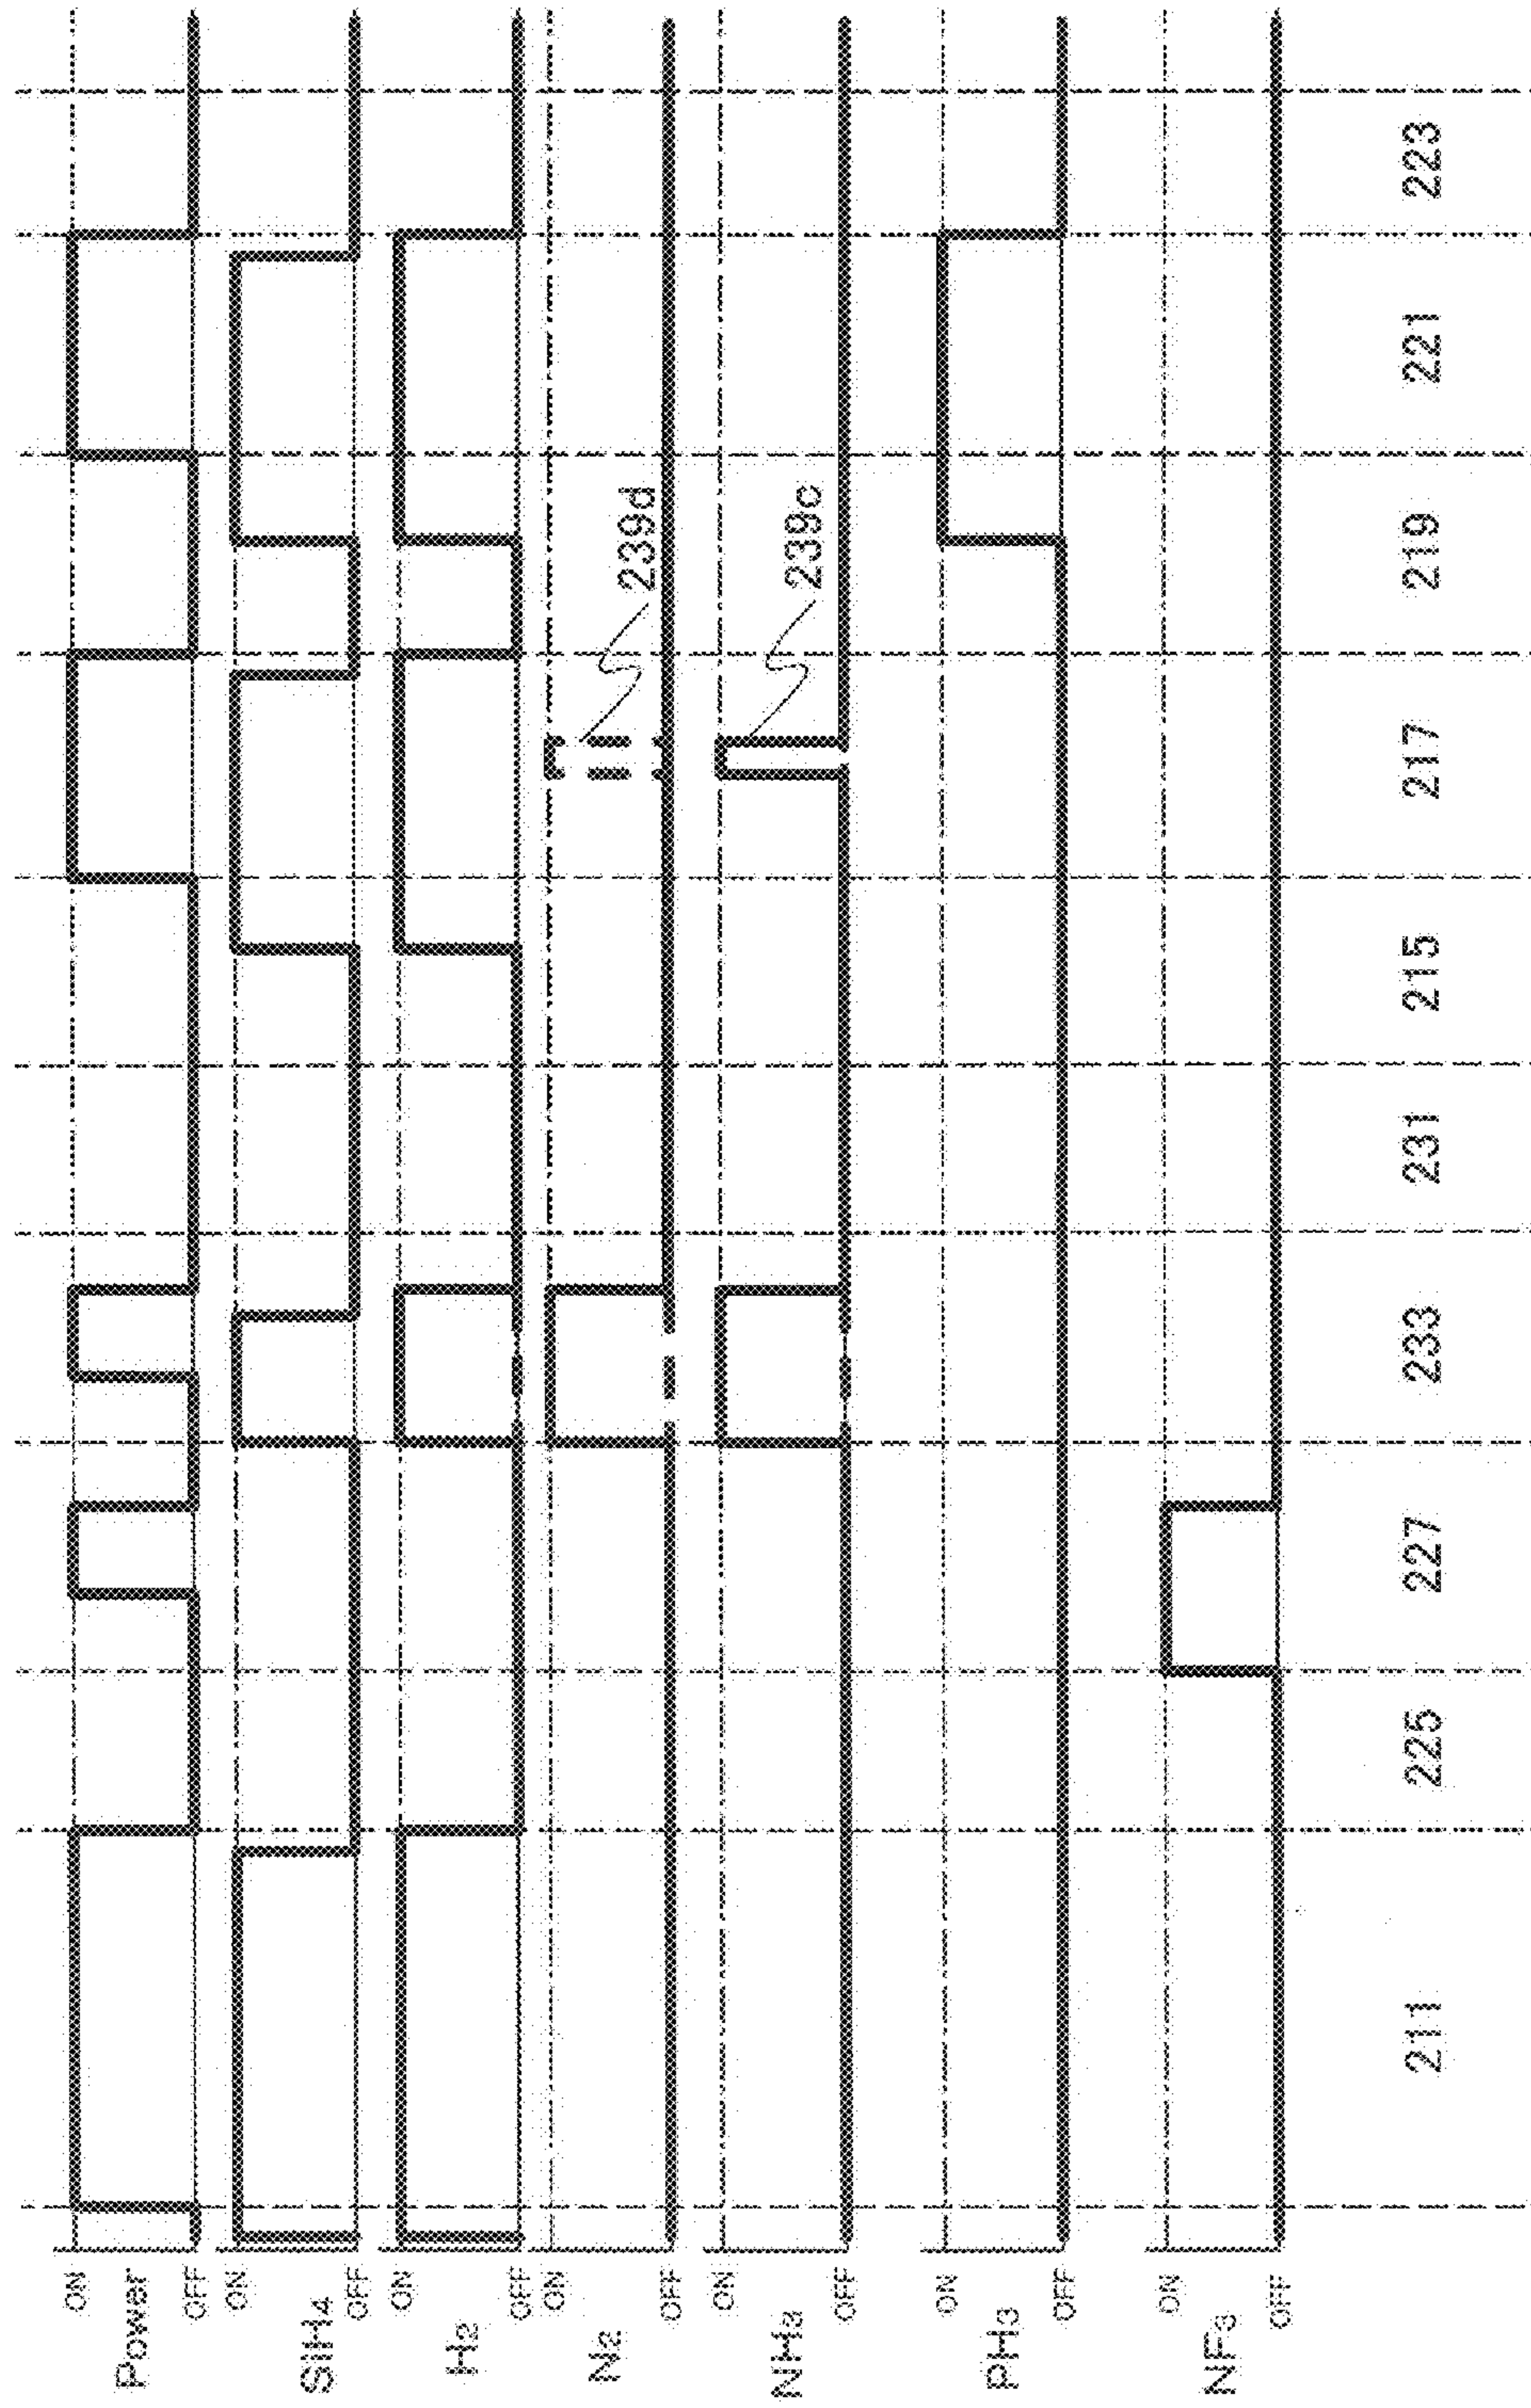 ON
Power
OFF
ON
SiH4
OFF
ON
H2
OFF
ON
N2
OFF
ON
NH3
OFF
ON
PH3
OFF
ON
NF3
OFF
239d
239c
211 225 227 233 231 215 217 219 221 223